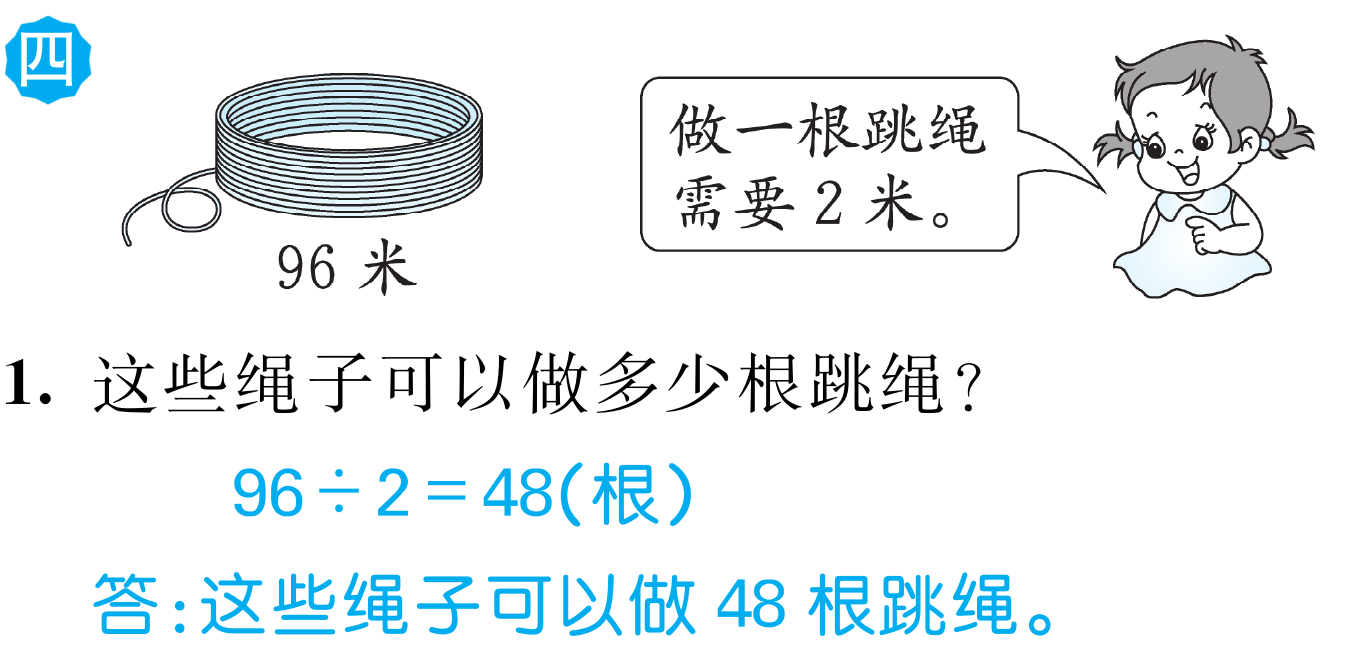 四
做一根跳绳
需要 2 米。
96 米
1. 这些绳子可以做多少根跳绳?
96÷2=48(根)
答:这些绳子可以做 48 根跳绳。